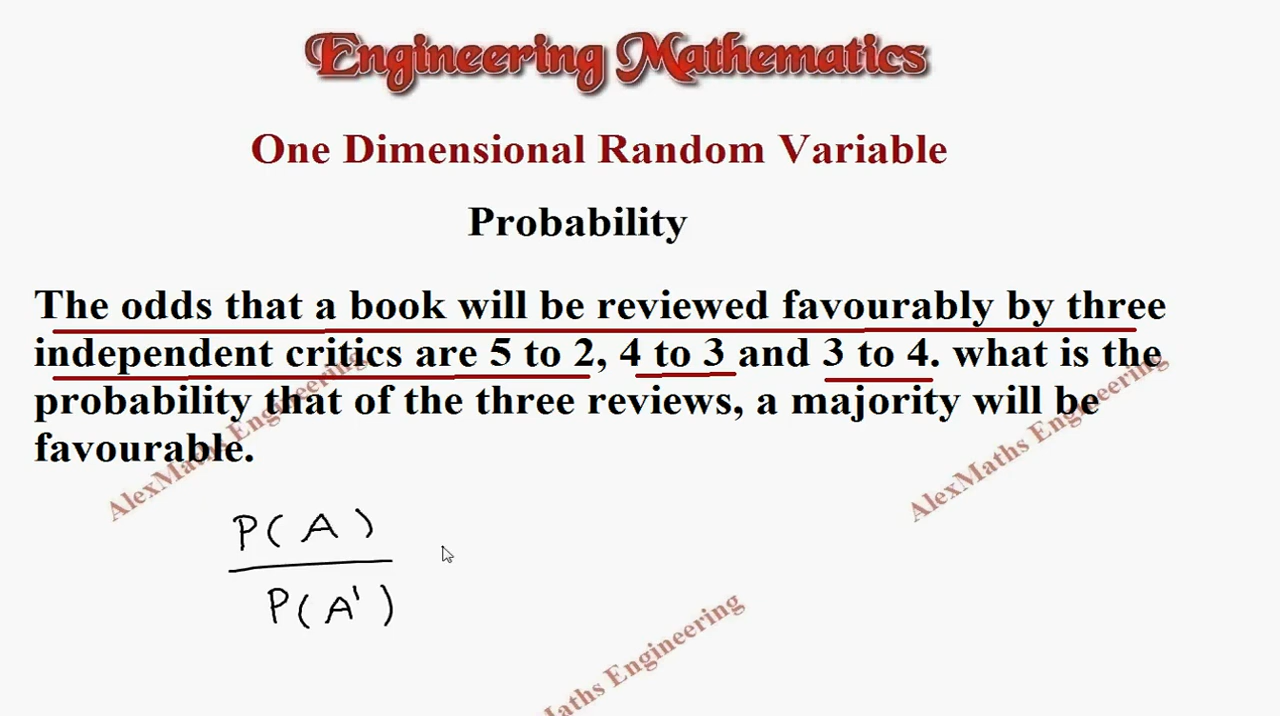 Engineering Mathematics
One Dimensional Random Variable
Probability
The odds that a book will be reviewed favourably by three
independent critics are 5 to 2, 4 to 3 and 3 to 4. what is the
probability that of the three reviews, a majority will be
favourable.
AlexMaths Engineering
AlexMaths Engineering
P(A)
P(A')
Maths Engineering